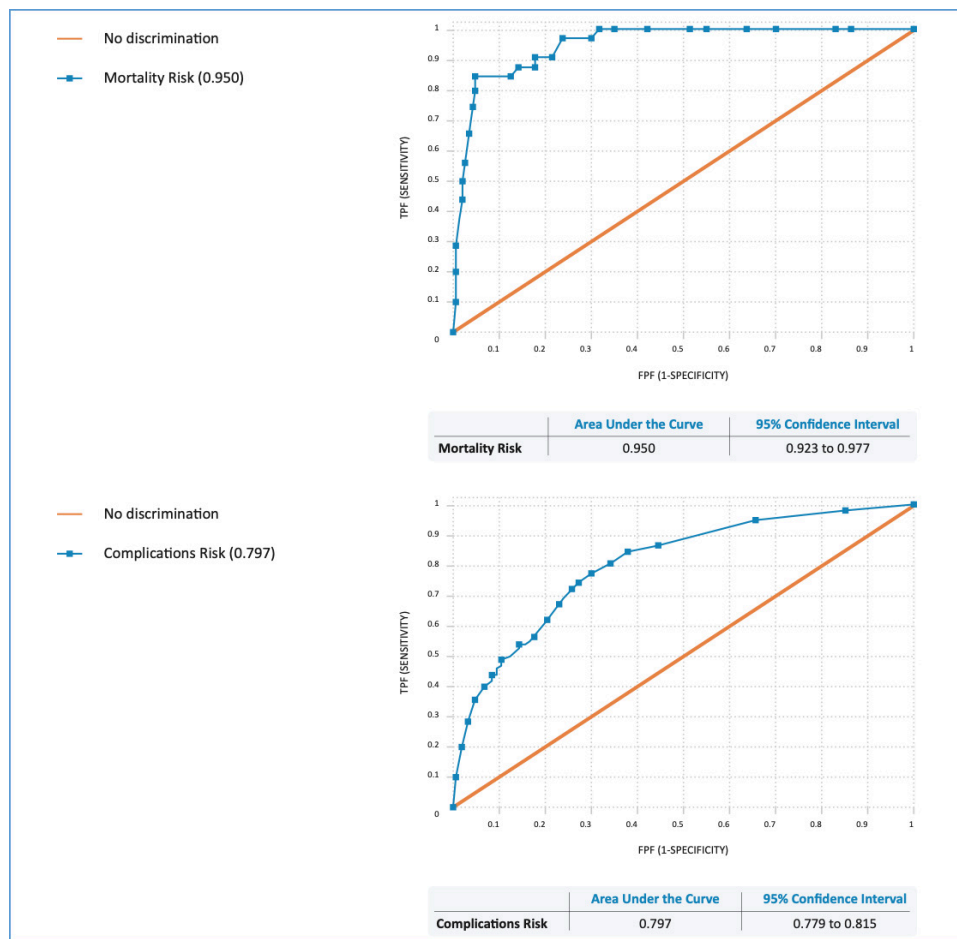 No discrimination
Mortality Risk (0.950)
1
0.9
0.8
0.7
0.6
0.5
0.4
0.3
0.2
0.1
0
TPF (SENSITIVITY)
0.1 0.2 0.3 0.4 0.5 0.6 0.7 0.8 0.9 1
FPF (1-SPECIFICITY)
Area Under the Curve 95% Confidence Interval
Mortality Risk 0.950 0.923 to 0.977
No discrimination
Complications Risk (0.797)
1
0.9
0.8
0.7
0.6
0.5
0.4
0.3
0.2
0.1
0
TPF (SENSITIVITY)
0.1 0.2 0.3 0.4 0.5 0.6 0.7 0.8 0.9 1
FPF (1-SPECIFICITY)
Area Under the Curve 95% Confidence Interval
Complications Risk 0.797 0.779 to 0.815